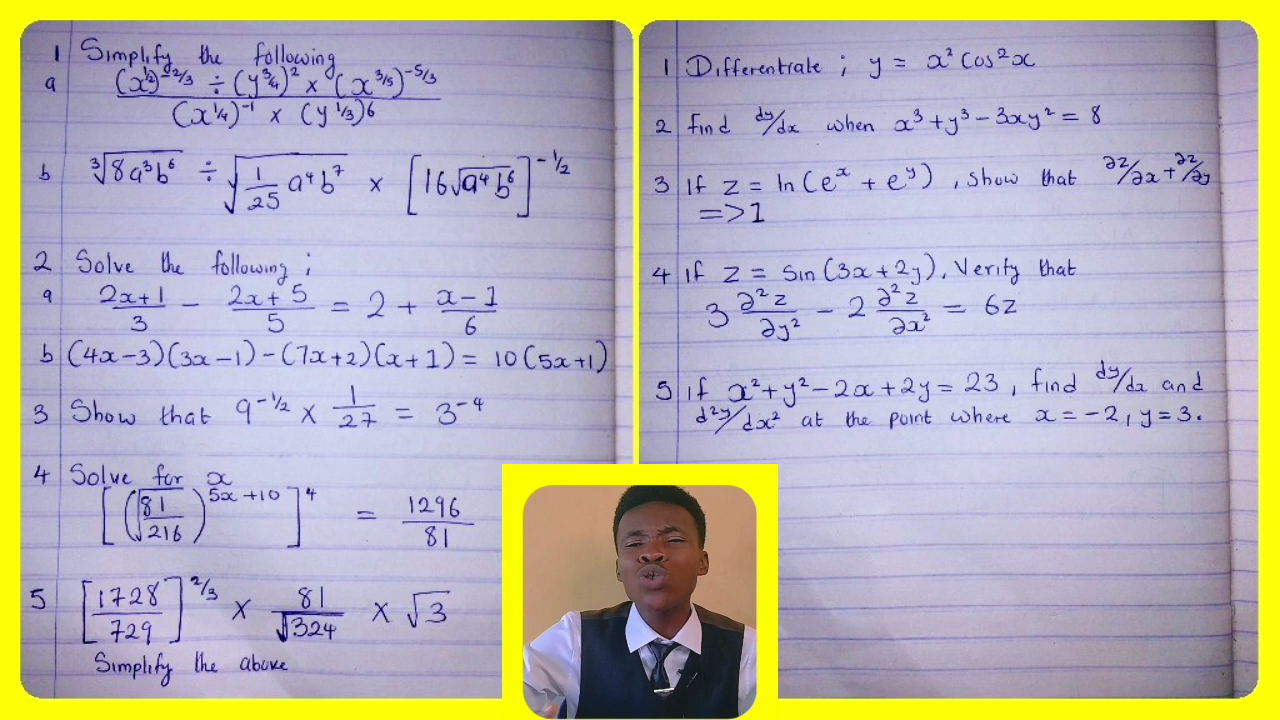 1 Simplify the following
a (x^1/2)^-2/3 ÷ (y^3/4)^2 × (x^3/5)^-5/3
(x^1/4)^-1 × (y^1/3)^6
b ∛8a³b⁶ ÷ √1/25 a⁴b⁷ × [16√a⁴b⁶]^-1/2
2 Solve the following ;
a 2x+1/3 - 2x+5/5 = 2 + x-1/6
b (4x-3)(3x-1)-(7x+2)(x+1) = 10(5x+1)
3 Show that 9^-1/2 × 1/27 = 3^-4
4 Solve for x
[(√81/216)^5x+10]^4 = 1296/81
5 [1728/729]^2/3 × 81/√324 × √3
Simplify the above
1 Differentiate ; y = x² Cos²x
2 find dy/dx when x³+y³-3xy² = 8
3 If z = ln(e^x + e^y), show that ∂z/∂x + ∂z/∂y
=>1
4 If z = Sin(3x+2y). Verify that
3 ∂²z/∂y² - 2 ∂²z/∂x² = 6z
5 If x²+y²-2x+2y = 23, find dy/dx and
d²y/dx² at the point where x = -2, y = 3.